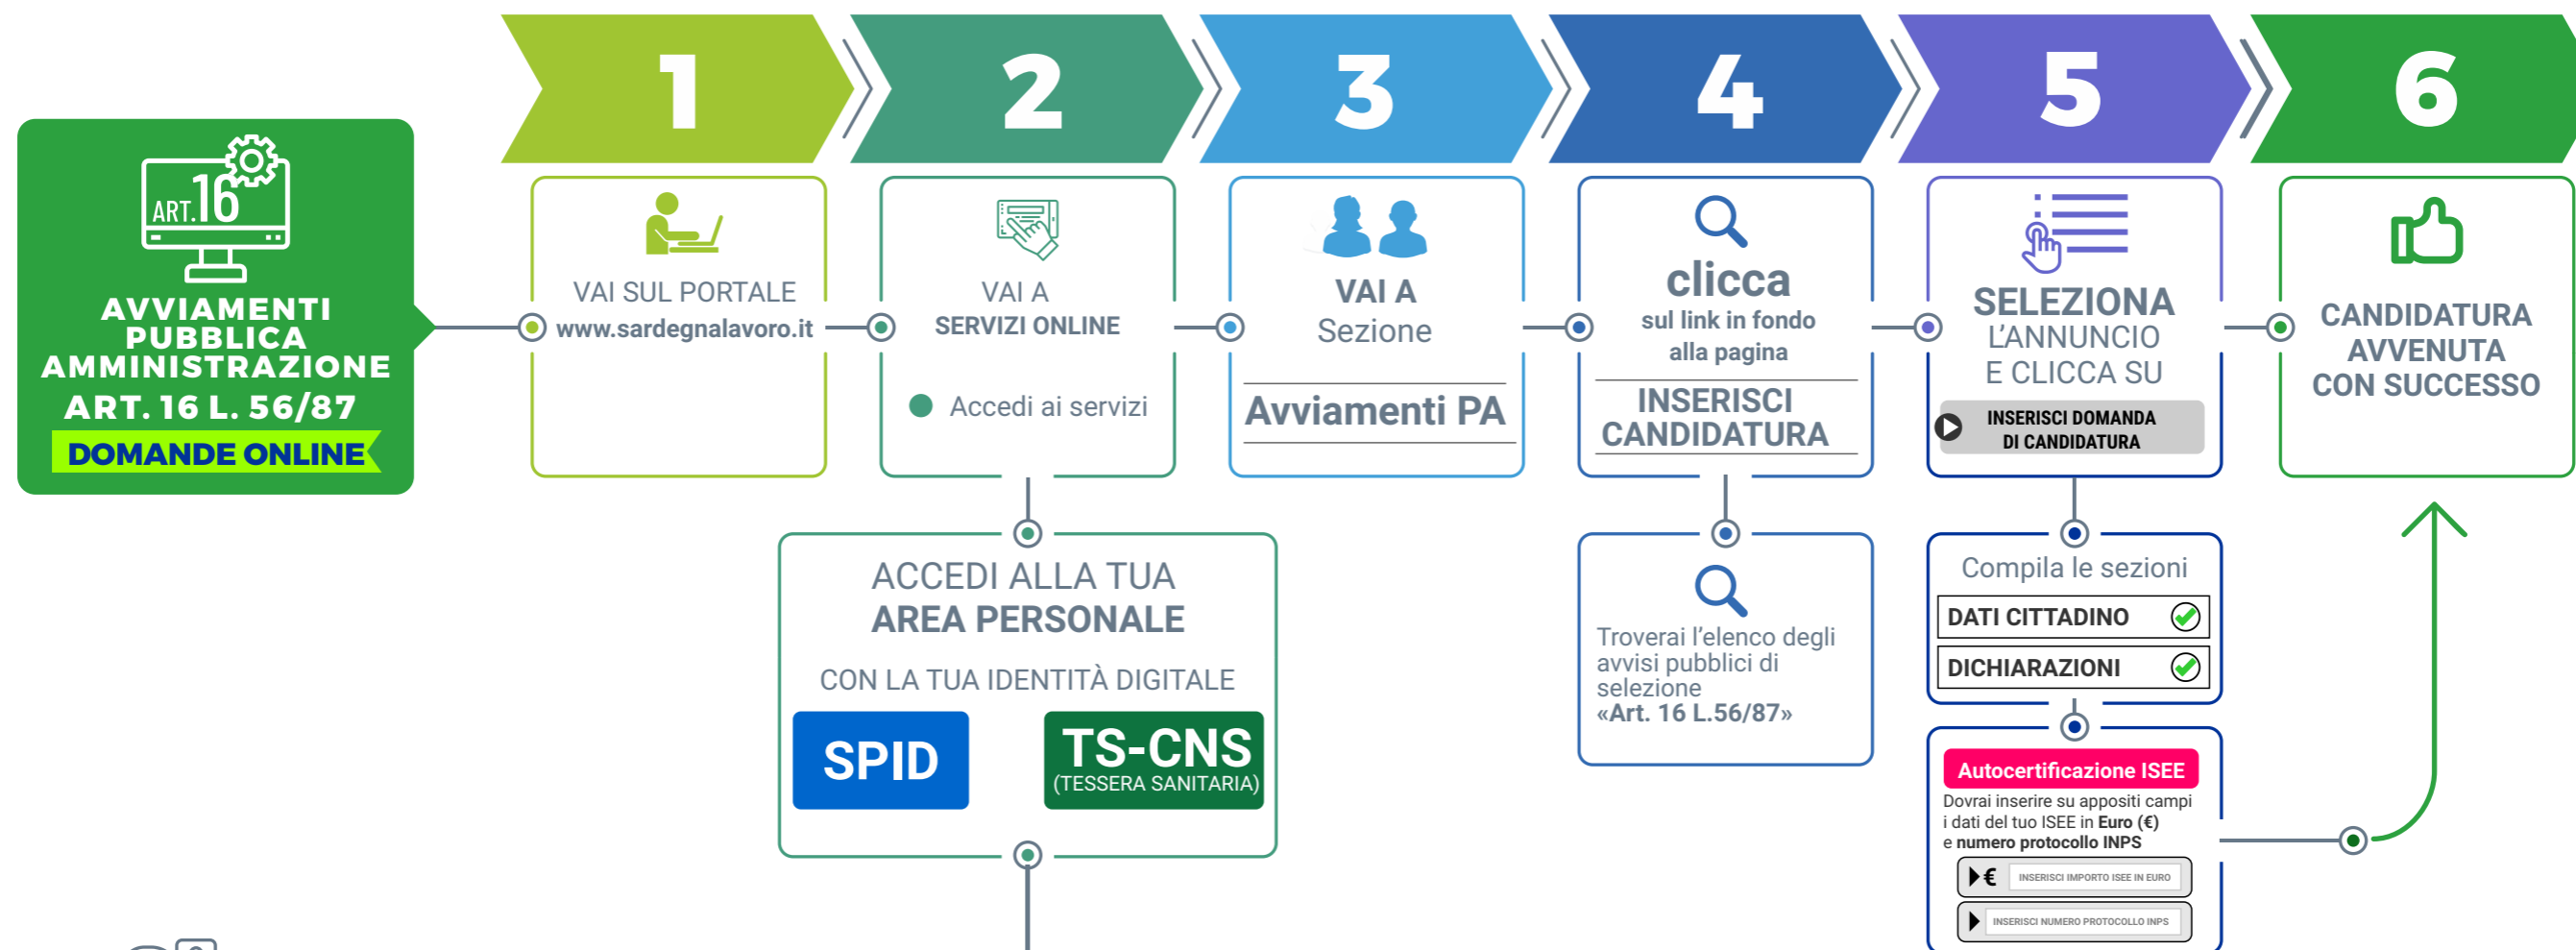 ART.16
AVVIAMENTI
PUBBLICA
AMMINISTRAZIONE
ART. 16 L. 56/87
DOMANDE ONLINE
1
VAI SUL PORTALE
www.sardegnalavoro.it
2
VAI A
SERVIZI ONLINE
Accedi ai servizi
ACCEDI ALLA TUA
AREA PERSONALE
CON LA TUA IDENTITÀ DIGITALE
SPID
TS-CNS
(TESSERA SANITARIA)
3
VAI A
Sezione
Avviamenti PA
4
clicca
sul link in fondo
alla pagina
INSERISCI
CANDIDATURA
Troverai l'elenco degli
avvisi pubblici di
selezione
«Art. 16 L.56/87»
5
SELEZIONA
L'ANNUNCIO
E CLICCA SU
INSERISCI DOMANDA
DI CANDIDATURA
Compila le sezioni
DATI CITTADINO
DICHIARAZIONI
Autocertificazione ISEE
Dovrai inserire su appositi campi
i dati del tuo ISEE in Euro (€)
e numero protocollo INPS
€ INSERISCI IMPORTO ISEE IN EURO
INSERISCI NUMERO PROTOCOLLO INPS
6
CANDIDATURA
AVVENUTA
CON SUCCESSO